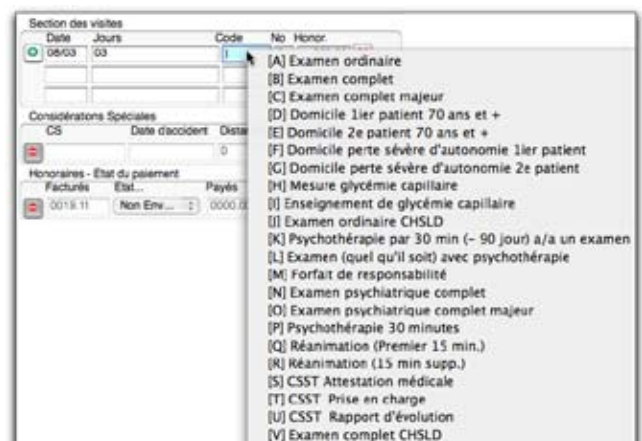 Section des visites
Date Jours Code No Honor.
08/03 03
[A] Examen ordinaire
[B] Examen complet
[C] Examen complet majeur
[D] Domicile 1ier patient 70 ans et +
[E] Domicile 2e patient 70 ans et +
[F] Domicile perte sévère d'autonomie 1ier patient
[G] Domicile perte sévère d'autonomie 2e patient
[H] Mesure glycémie capillaire
[I] Enseignement de glycémie capillaire
[J] Examen ordinaire CHSLD
[K] Psychothérapie par 30 min (- 90 jour) a/a un examen
[L] Examen (quel qu'il soit) avec psychothérapie
[M] Forfait de responsabilité
[N] Examen psychiatrique complet
[O] Examen psychiatrique complet majeur
[P] Psychothérapie 30 minutes
[Q] Réanimation (Premier 15 min.)
[R] Réanimation (15 min supp.)
[S] CSST Attestation médicale
[T] CSST Prise en charge
[U] CSST Rapport d'évolution
[V] Examen complet CHSLD
Considérations Spéciales
CS Date d'accident Distan
0
Honoraires - État du paiement
Facturés État... Payés
0019.11 Non Env... 0000.00